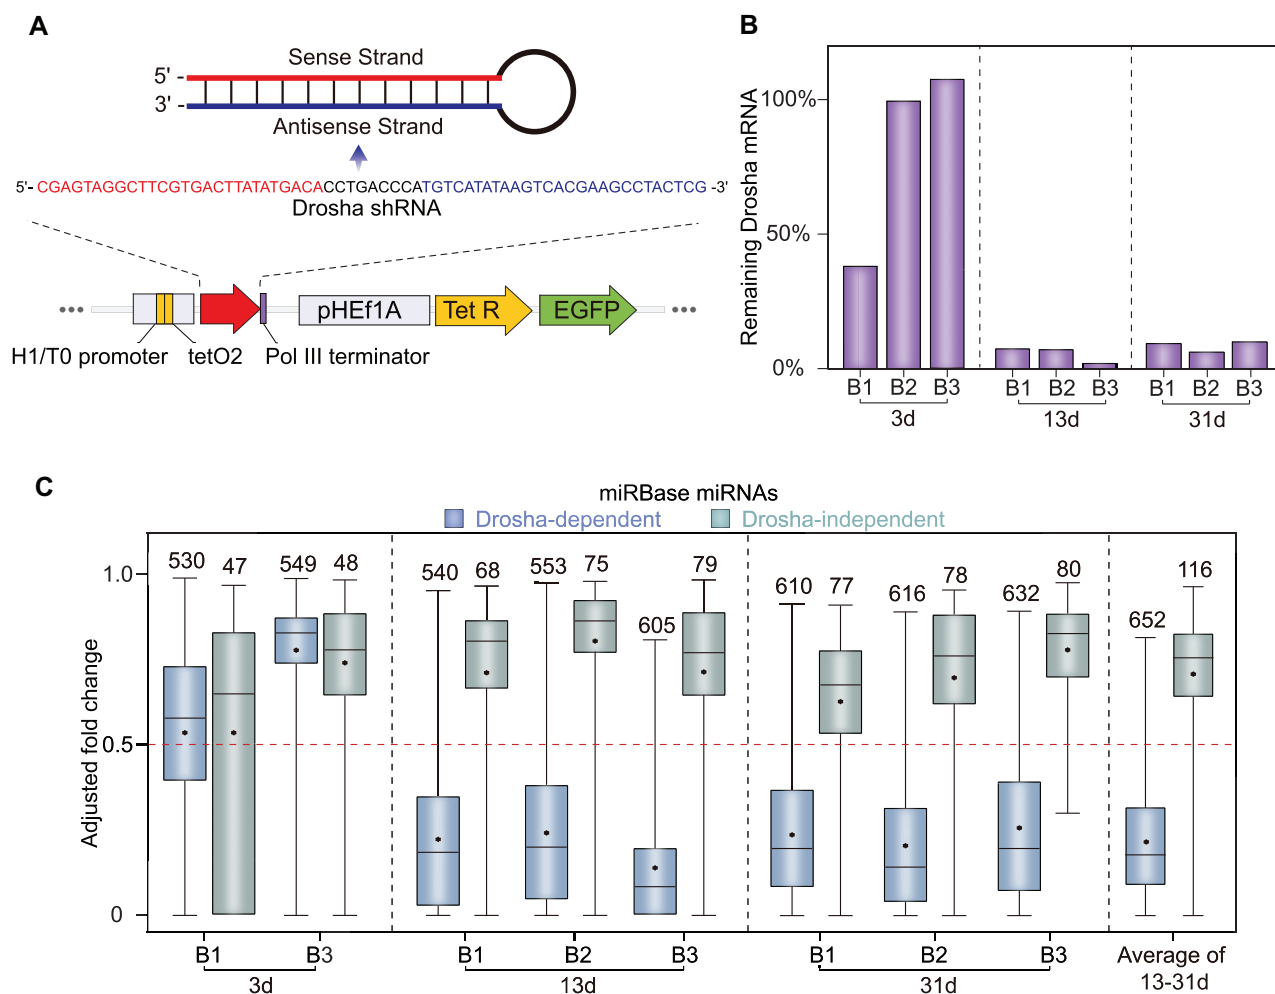 A
Sense Strand
5' -
3' -
Antisense Strand
5'- CGAGTAGGCTTCGTGACTTATATGACACCTGACCCATGTCATATAAGTCACGAAGCCTACTCG -3'
Drosha shRNA
pHEf1A
Tet R
EGFP
H1/T0 promoter
tetO2
Pol III terminator
B
Remaining Drosha mRNA
100%
50%
0%
B1 B2 B3 B1 B2 B3 B1 B2 B3
3d 13d 31d
C
miRBase miRNAs
Drosha-dependent Drosha-independent
Adjusted fold change
1.0
0.5
0
530 47 549 48 540 68 553 75 605 79 610 77 616 78 632 80 652 116
B1 B3 B1 B2 B3 B1 B2 B3 Average of
3d 13d 31d 13-31d